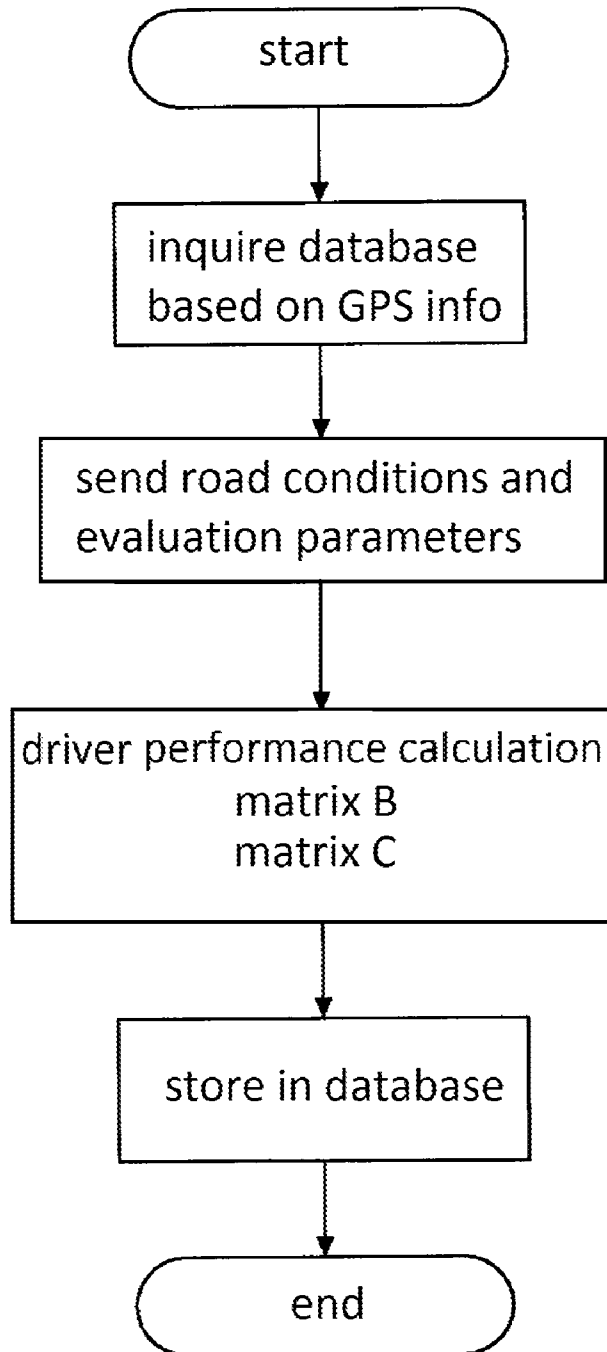 start
inquire database
based on GPS info
send road conditions and
evaluation parameters
driver performance calculation
matrix B
matrix C
store in database
end